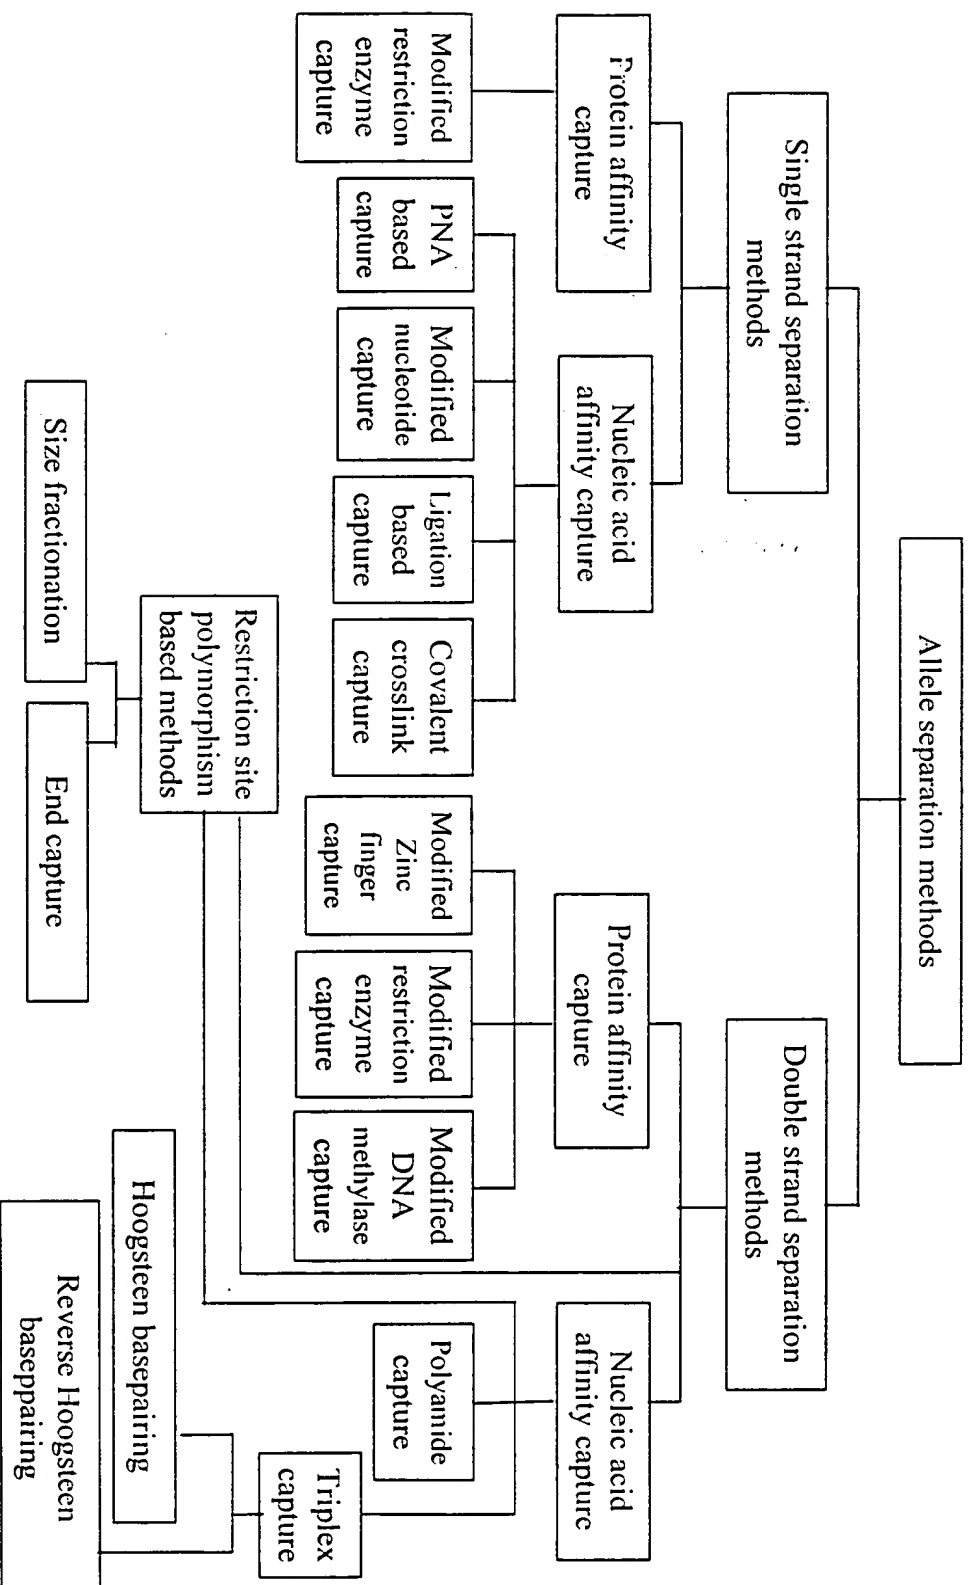 Allele separation methods
Single strand separation
methods
Double strand separation
methods
Protein affinity
capture
Nucleic acid
affinity capture
Protein affinity
capture
Nucleic acid
affinity capture
Modified
restriction
enzyme
capture
PNA
based
capture
Modified
nucleotide
capture
Ligation
based
capture
Covalent
crosslink
capture
Modified
Zinc
finger
capture
Modified
restriction
enzyme
capture
Modified
DNA
methylase
capture
Polyamide
capture
Triplex
capture
Restriction site
polymorphism
based methods
Hoogsteen basepairing
Size fractionation
End capture
Reverse Hoogsteen
baseppairing